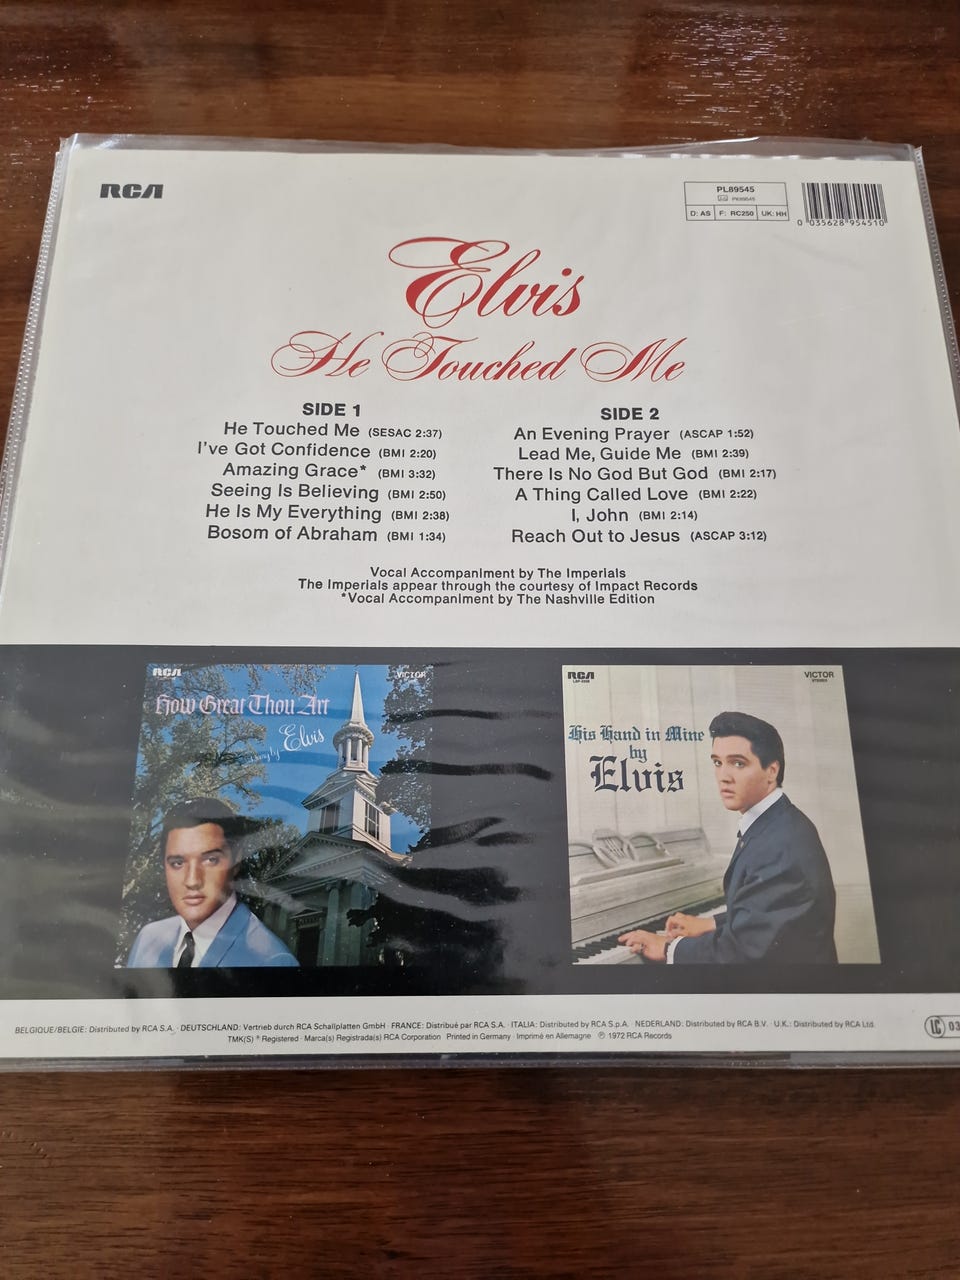 RCA
PL89545
PK89545
D: AS F: RC250 UK: HH
0 035628 954510
Elvis
He Touched Me
SIDE 1
He Touched Me (SESAC 2:37)
I've Got Confidence (BMI 2:20)
Amazing Grace* (BMI 3:32)
Seeing Is Believing (BMI 2:50)
He Is My Everything (BMI 2:38)
Bosom of Abraham (BMI 1:34)
SIDE 2
An Evening Prayer (ASCAP 1:52)
Lead Me, Guide Me (BMI 2:39)
There Is No God But God (BMI 2:17)
A Thing Called Love (BMI 2:22)
I, John (BMI 2:14)
Reach Out to Jesus (ASCAP 3:12)
Vocal Accompaniment by The Imperials
The Imperials appear through the courtesy of Impact Records
*Vocal Accompaniment by The Nashville Edition
RCA VICTOR
How Great Thou Art
Elvis
RCA VICTOR
STEREO
His Hand in Mine
by
Elvis
BELGIQUE/BELGIE: Distributed by RCA S.A. · DEUTSCHLAND: Vertrieb durch RCA Schallplatten GmbH · FRANCE: Distribué par RCA S.A. · ITALIA: Distributed by RCA S.p.A. · NEDERLAND: Distributed by RCA B.V. · U.K.: Distributed by RCA Ltd.
TMK(S) ® Registered · Marca(s) Registrada(s) RCA Corporation Printed in Germany · Imprimé en Allemagne ℗ 1972 RCA Records
LC 03